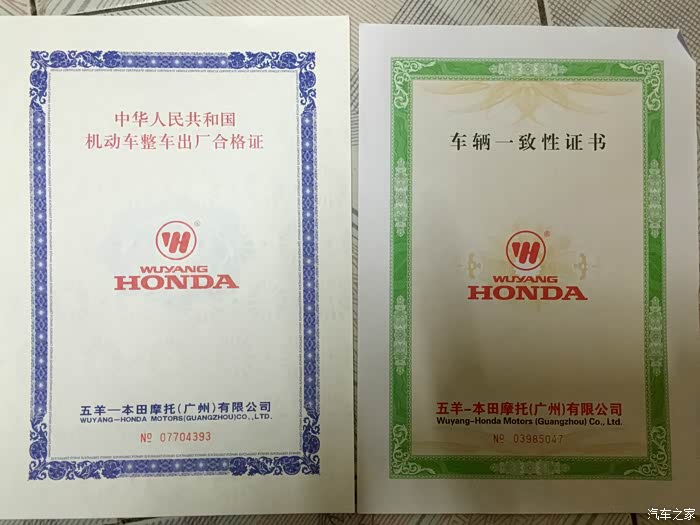 中华人民共和国
机动车整车出厂合格证
WUYANG
HONDA
五羊—本田摩托(广州)有限公司
WUYANG-HONDA MOTORS(GUANGZHOU)CO.,LTD.
№ 07704393
车辆一致性证书
WUYANG
HONDA
五羊-本田摩托(广州)有限公司
Wuyang-Honda Motors (Guangzhou) Co., Ltd.
№ 03985047
汽车之家